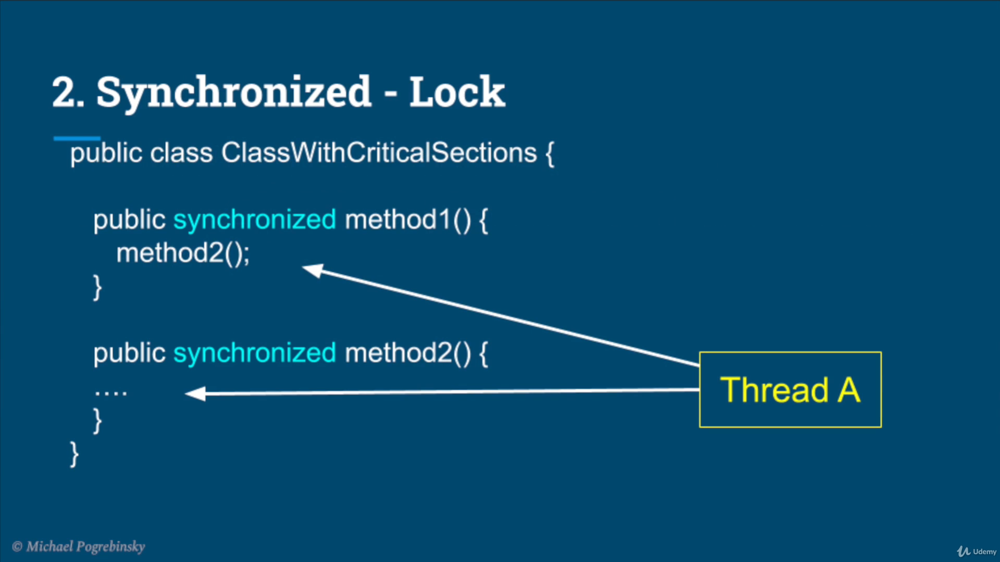 2. Synchronized - Lock
public class ClassWithCriticalSections {
public synchronized method1() {
method2();
}
public synchronized method2() {
....
}
}
Thread A
© Michael Pogrebinsky
Udemy